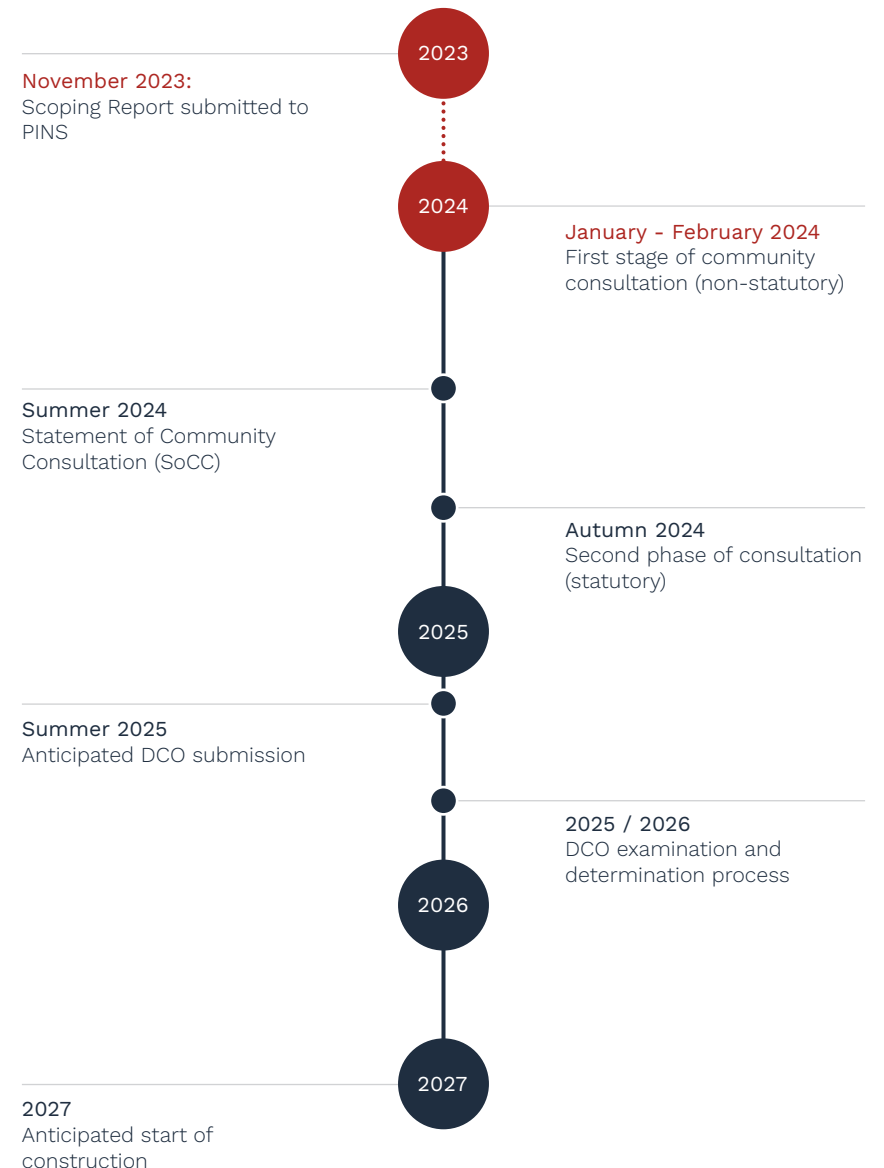 2023
November 2023:
Scoping Report submitted to
PINS
2024
January - February 2024
First stage of community
consultation (non-statutory)
Summer 2024
Statement of Community
Consultation (SoCC)
Autumn 2024
Second phase of consultation
(statutory)
2025
Summer 2025
Anticipated DCO submission
2025 / 2026
DCO examination and
determination process
2026
2027
2027
Anticipated start of
construction